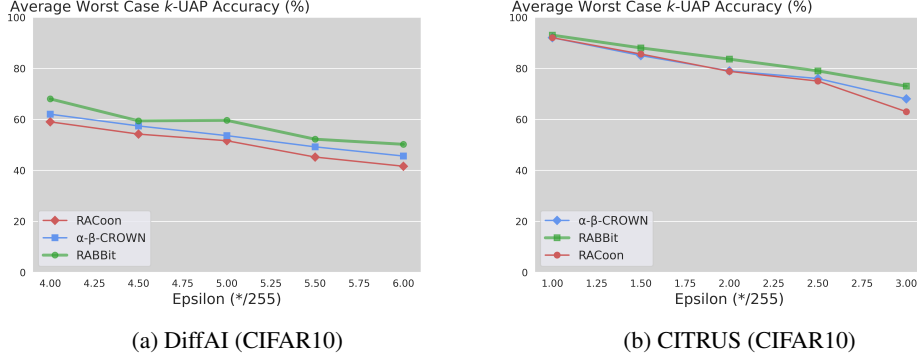 Average Worst Case k-UAP Accuracy (%)
100
80
60
40
20
0
RACoon
α-β-CROWN
RABBit
4.00 4.25 4.50 4.75 5.00 5.25 5.50 5.75 6.00
Epsilon (*/255)
(a) DiffAI (CIFAR10)
Average Worst Case k-UAP Accuracy (%)
100
80
60
40
20
0
α-β-CROWN
RABBit
RACoon
1.00 1.25 1.50 1.75 2.00 2.25 2.50 2.75 3.00
Epsilon (*/255)
(b) CITRUS (CIFAR10)